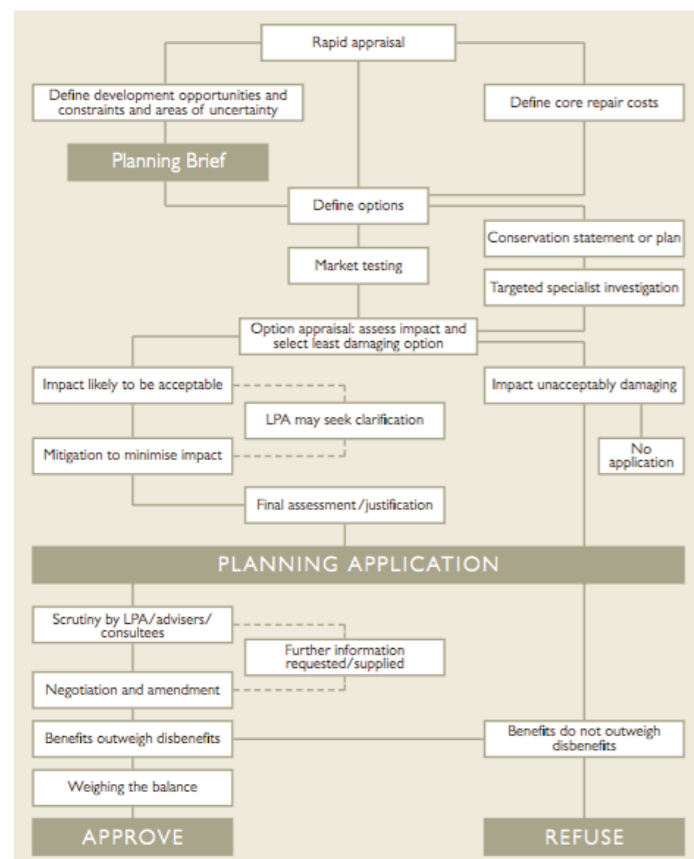 Rapid appraisal
Define development opportunities and
constraints and areas of uncertainty
Define core repair costs
Planning Brief
Define options
Conservation statement or plan
Market testing
Targeted specialist investigation
Option appraisal: assess impact and
select least damaging option
Impact likely to be acceptable
Impact unacceptably damaging
LPA may seek clarification
Mitigation to minimise impact
No
application
Final assessment/justification
PLANNING APPLICATION
Scrutiny by LPA/advisers/
consultees
Further information
requested/supplied
Negotiation and amendment
Benefits outweigh disbenefits
Benefits do not outweigh
disbenefits
Weighing the balance
APPROVE
REFUSE